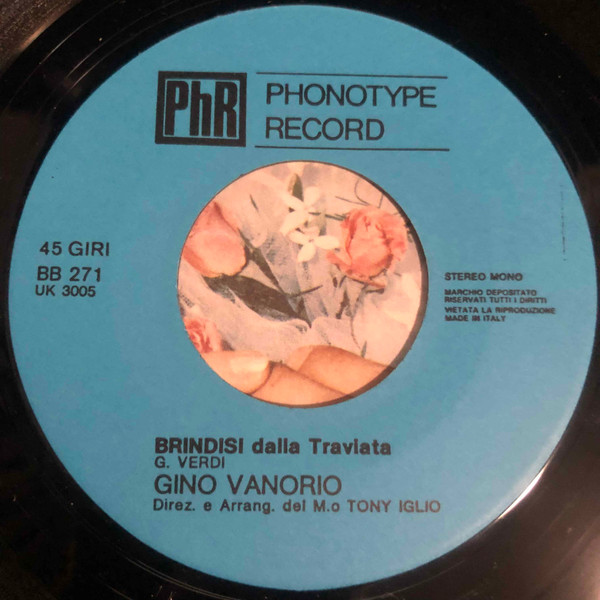 PhR
PHONOTYPE
RECORD
45 GIRI
BB 271
UK 3005
STEREO MONO
MARCHIO DEPOSITATO
RISERVATI TUTTI I DIRITTI
VIETATA LA RIPRODUZIONE
MADE IN ITALY
BRINDISI dalla Traviata
G. VERDI
GINO VANORIO
Direz. e Arrang. del M.o TONY IGLIO